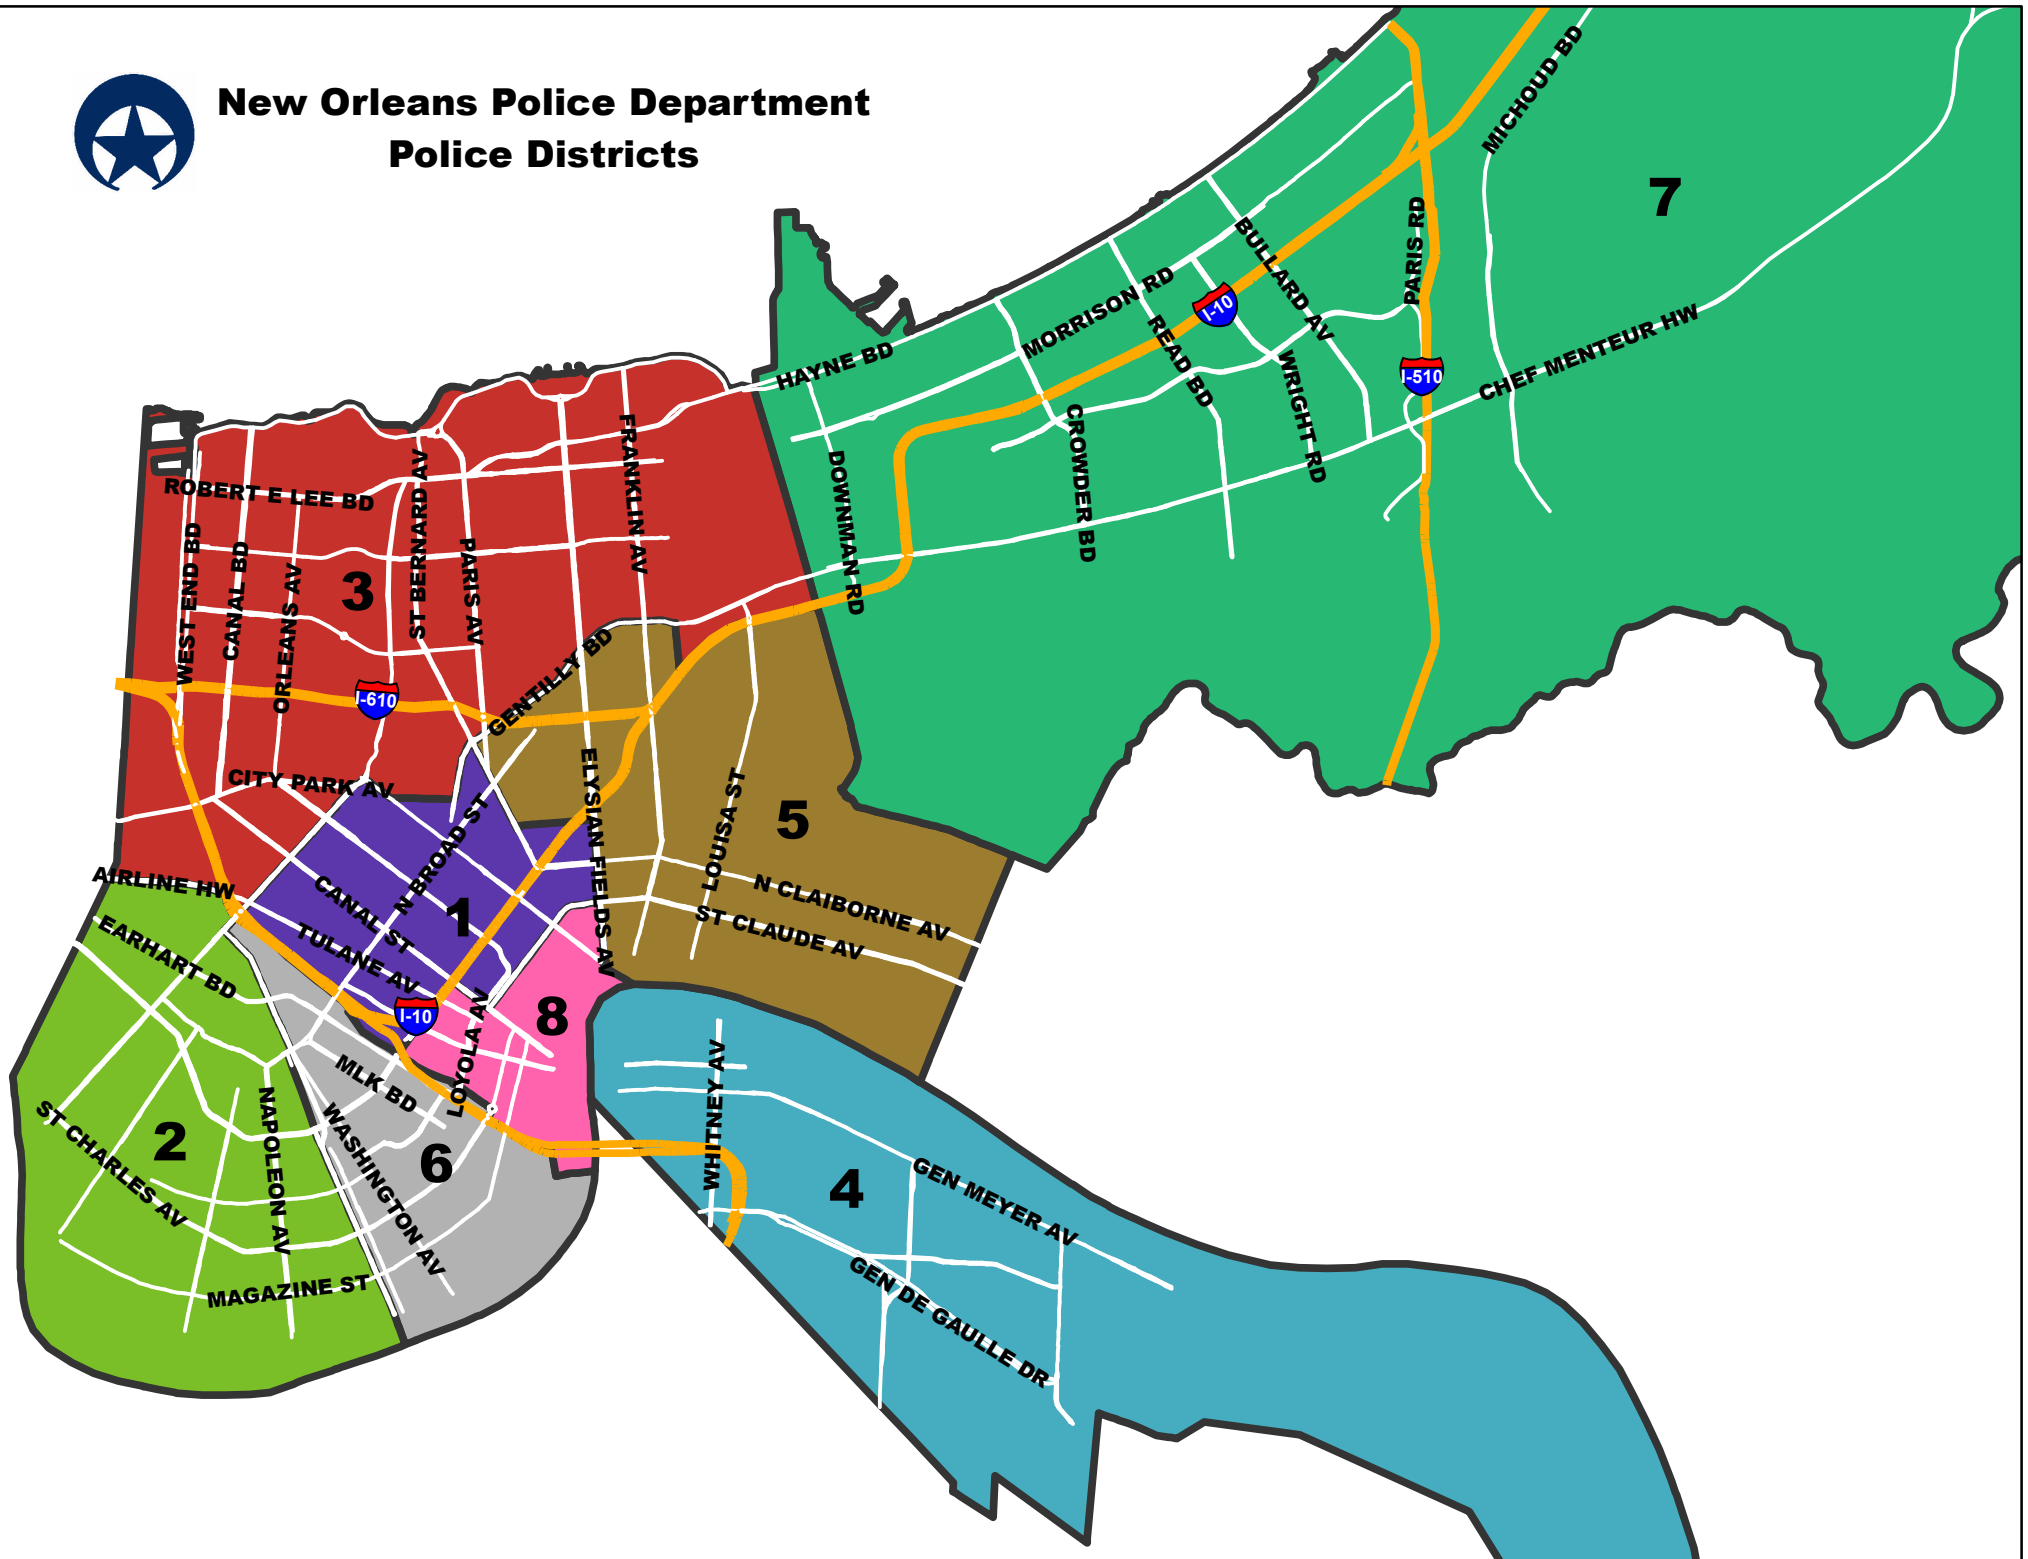 New Orleans Police Department
Police Districts
MICHOUD BD
7
PARIS RD
BULLARD AV
MORRISON RD
I-10
READ BD
HAYNE BD
WRIGHT RD
I-510
CHEF MENTEUR HW
CROWDER BD
DOWNMAN RD
FRANKLIN AV
ROBERT E LEE BD
ST BERNARD AV
WEST END BD
CANAL BD
ORLEANS AV
3
PARIS AV
GENTILLY BD
I-610
CITY PARK AV
ELYSIAN FIELDS AV
LOUISA ST
5
N BROAD ST
AIRLINE HW
CANAL ST
1
N CLAIBORNE AV
ST CLAUDE AV
TULANE AV
EARHART BD
I-10
LOYOLA AV
8
MLK BD
WHITNEY AV
ST CHARLES AV
2
NAPOLEON AV
WASHINGTON AV
6
4
GEN MEYER AV
GEN DE GAULLE DR
MAGAZINE ST